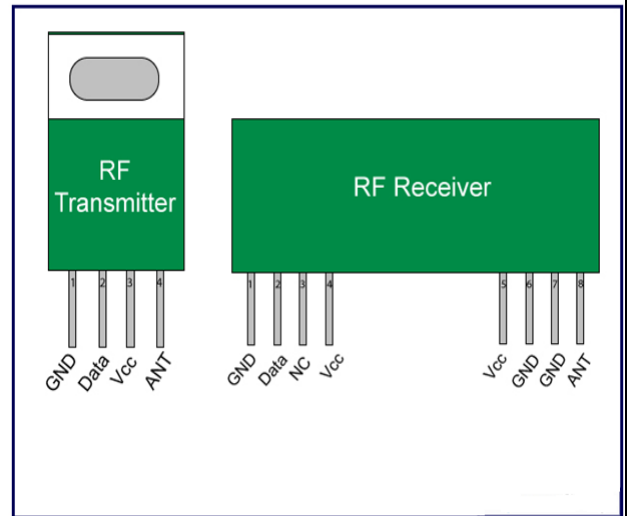 RF
Transmitter
RF Receiver
1 2 3 4
1 2 3 4 5 6 7 8
GND Data Vcc ANT
GND Data NC Vcc Vcc GND GND ANT